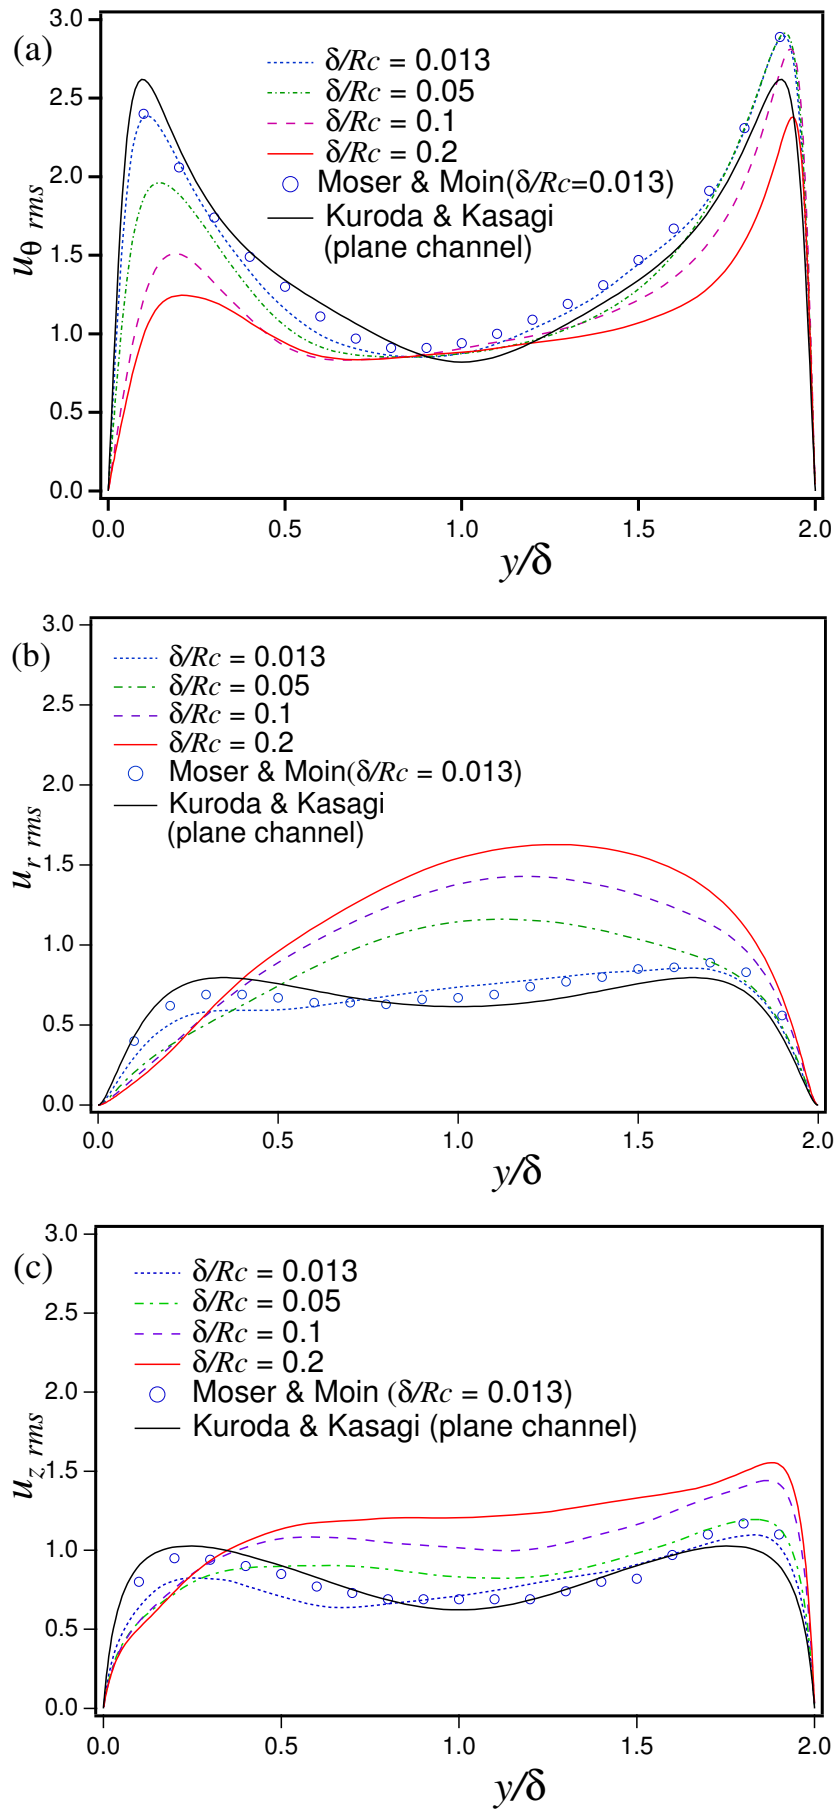 (a)
3.0
2.5
2.0
1.5
1.0
0.5
0.0
uθ rms
δ/Rc = 0.013
δ/Rc = 0.05
δ/Rc = 0.1
δ/Rc = 0.2
Moser & Moin(δ/Rc=0.013)
Kuroda & Kasagi
(plane channel)
0.0 0.5 1.0 1.5 2.0
y/δ
(b)
3.0
2.5
2.0
1.5
1.0
0.5
0.0
ur rms
δ/Rc = 0.013
δ/Rc = 0.05
δ/Rc = 0.1
δ/Rc = 0.2
Moser & Moin(δ/Rc = 0.013)
Kuroda & Kasagi
(plane channel)
0.0 0.5 1.0 1.5 2.0
y/δ
(c)
3.0
2.5
2.0
1.5
1.0
0.5
0.0
uz rms
δ/Rc = 0.013
δ/Rc = 0.05
δ/Rc = 0.1
δ/Rc = 0.2
Moser & Moin (δ/Rc = 0.013)
Kuroda & Kasagi (plane channel)
0.0 0.5 1.0 1.5 2.0
y/δ